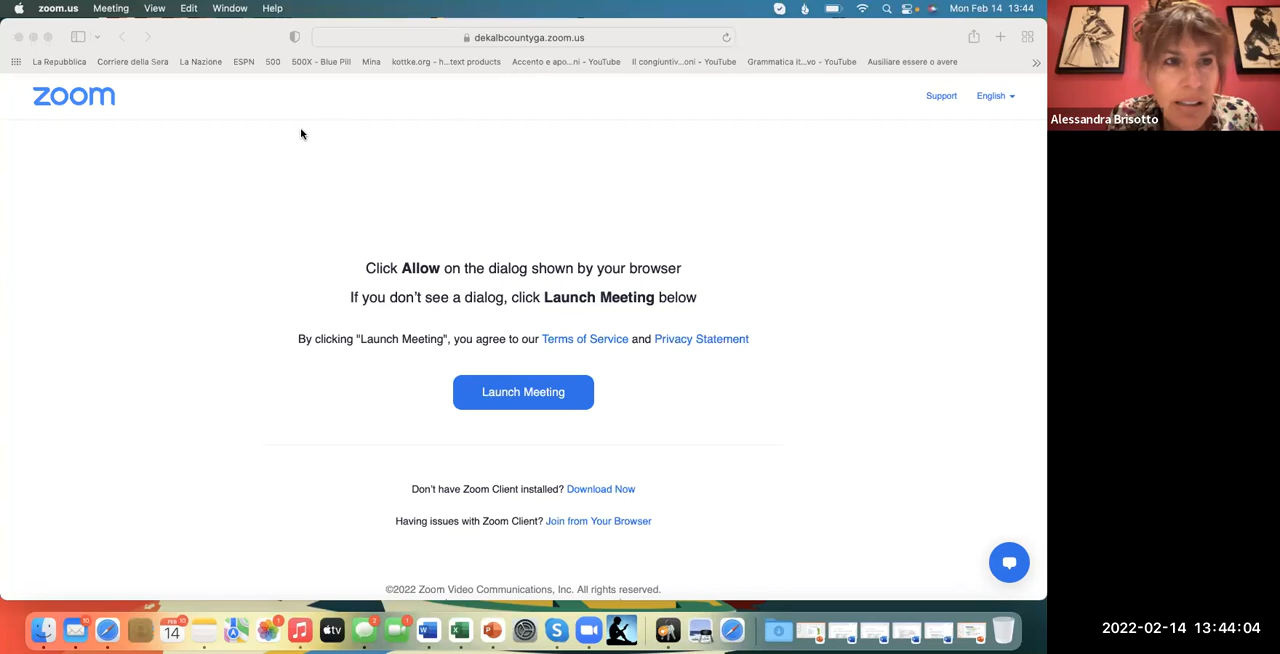 zoom.us Meeting View Edit Window Help Mon Feb 14 13:44
dekalbcountyga.zoom.us
La Repubblica Corriere della Sera La Nazione ESPN 500 500X - Blue Pill Mina kottke.org - h...text products Accento e apo...ni - YouTube Il congiuntiv...oni - YouTube Grammatica it...vo - YouTube Ausiliare essere o avere
zoom
Support English
Alessandra Brisotto
Click Allow on the dialog shown by your browser
If you don't see a dialog, click Launch Meeting below
By clicking "Launch Meeting", you agree to our Terms of Service and Privacy Statement
Launch Meeting
Don't have Zoom Client installed? Download Now
Having issues with Zoom Client? Join from Your Browser
©2022 Zoom Video Communications, Inc. All rights reserved.
FEB
14
tv
2022-02-14 13:44:04